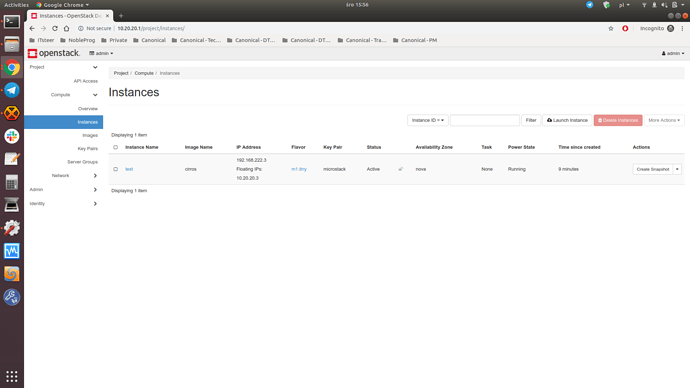 Activities
Google Chrome
śro 15:56
pl
Instances - OpenStack Da
Not secure
10.20.20.1/project/instances/
Incognito
ITsteer
NobleProg
Private
Canonical
Canonical - Tec...
Canonical - DT...
Canonical - DT...
Canonical - Tra...
Canonical - PM
openstack.
admin
admin
Project
API Access
Compute
Overview
Instances
Images
Key Pairs
Server Groups
Network
Admin
Identity
Project / Compute / Instances
Instances
Instance ID =
Filter
Launch Instance
Delete Instances
More Actions
Displaying 1 item
Instance Name Image Name IP Address Flavor Key Pair Status Availability Zone Task Power State Time since created Actions
192.168.222.3
test cirros Floating IPs: m1.tiny microstack Active nova None Running 9 minutes Create Snapshot
10.20.20.3
Displaying 1 item